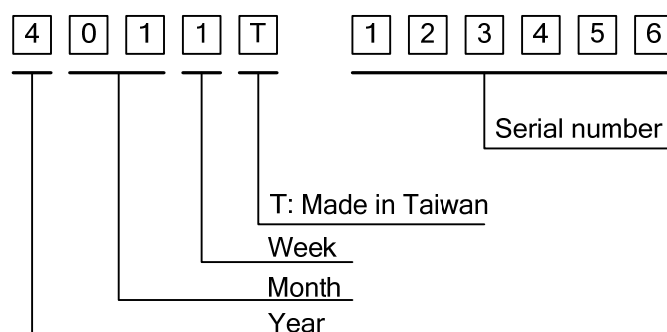 4 0 1 1 T 1 2 3 4 5 6
Serial number
T: Made in Taiwan
Week
Month
Year